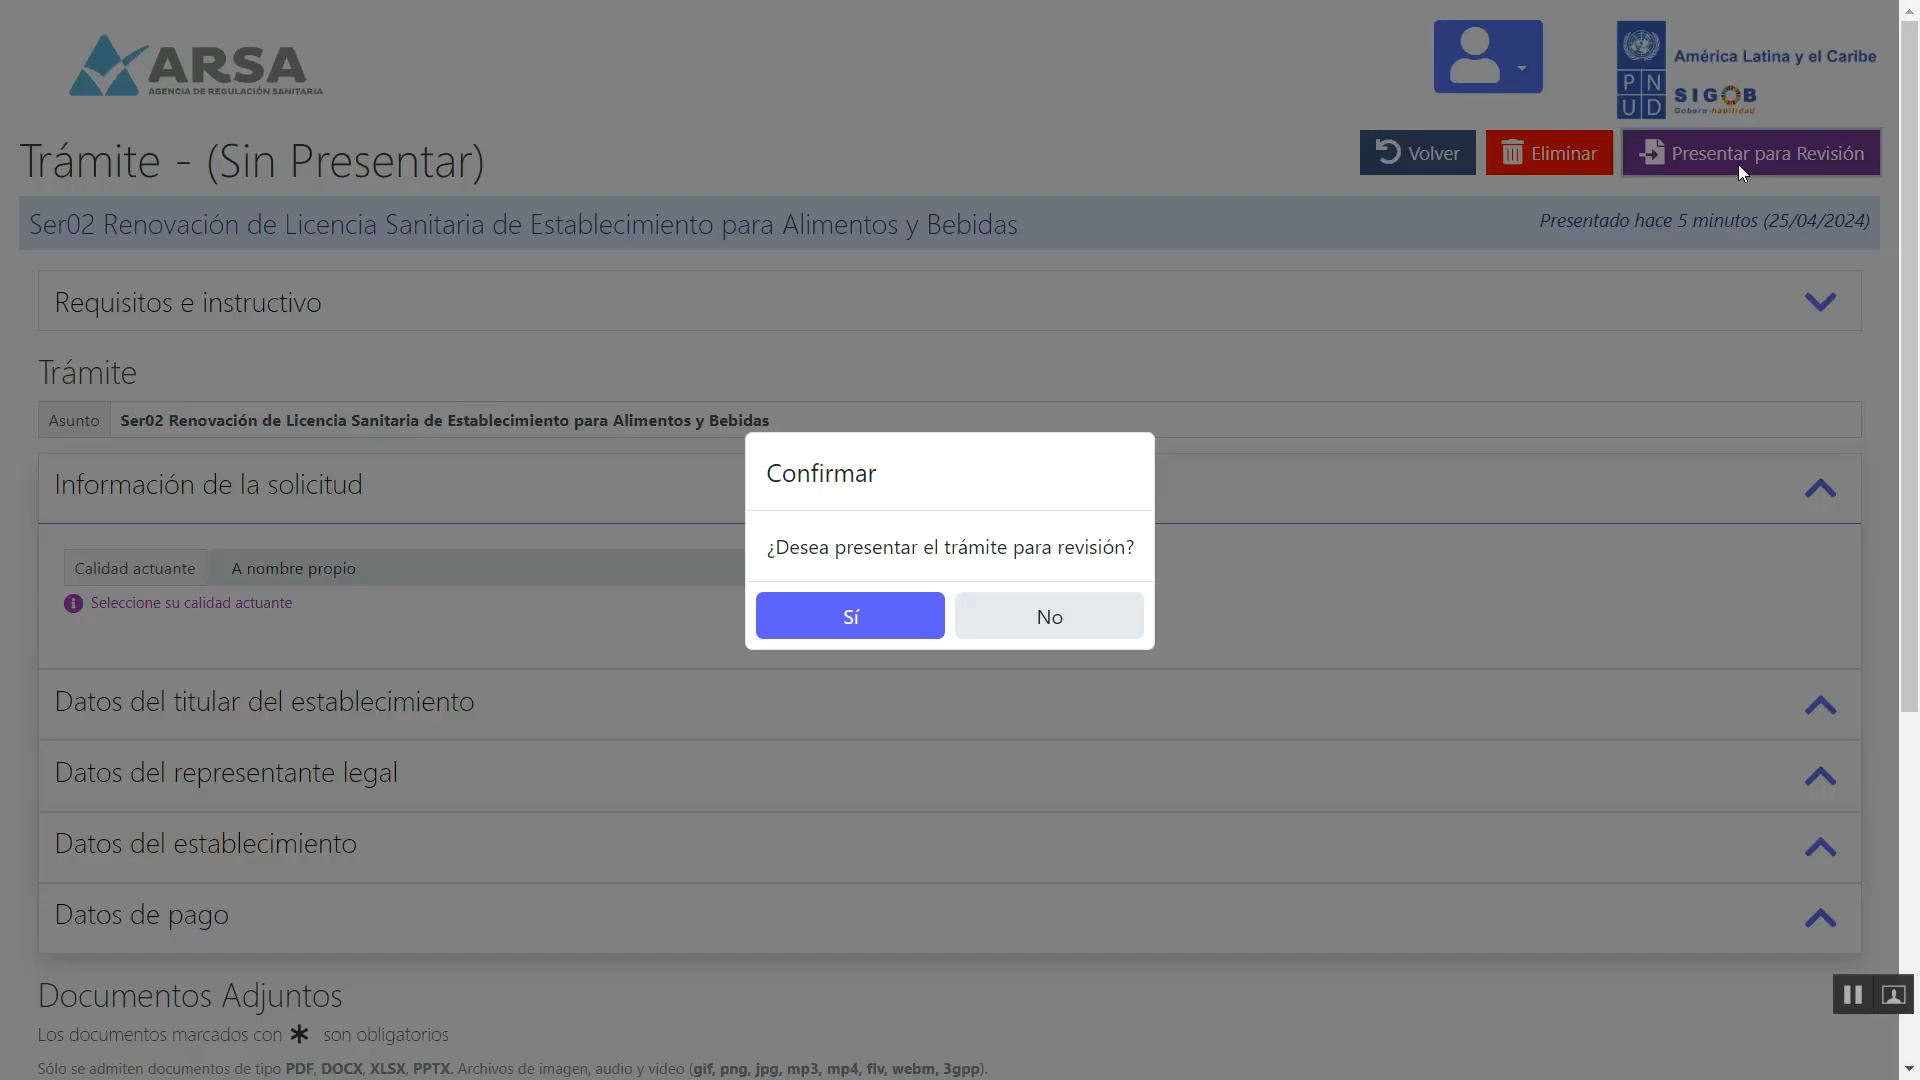 ARSA
AGENCIA DE REGULACIÓN SANITARIA
América Latina y el Caribe
PNUD
SIGOB
Gobern-habilidad
Trámite - (Sin Presentar)
Volver
Eliminar
Presentar para Revisión
Ser02 Renovación de Licencia Sanitaria de Establecimiento para Alimentos y Bebidas
Presentado hace 5 minutos (25/04/2024)
Requisitos e instructivo
Trámite
Asunto Ser02 Renovación de Licencia Sanitaria de Establecimiento para Alimentos y Bebidas
Información de la solicitud
Confirmar
¿Desea presentar el trámite para revisión?
Sí No
Calidad actuante A nombre propio
Seleccione su calidad actuante
Datos del titular del establecimiento
Datos del representante legal
Datos del establecimiento
Datos de pago
Documentos Adjuntos
Los documentos marcados con * son obligatorios
Sólo se admiten documentos de tipo PDF, DOCX, XLSX, PPTX. Archivos de imagen, audio y video (gif, png, jpg, mp3, mp4, flv, webm, 3gpp).